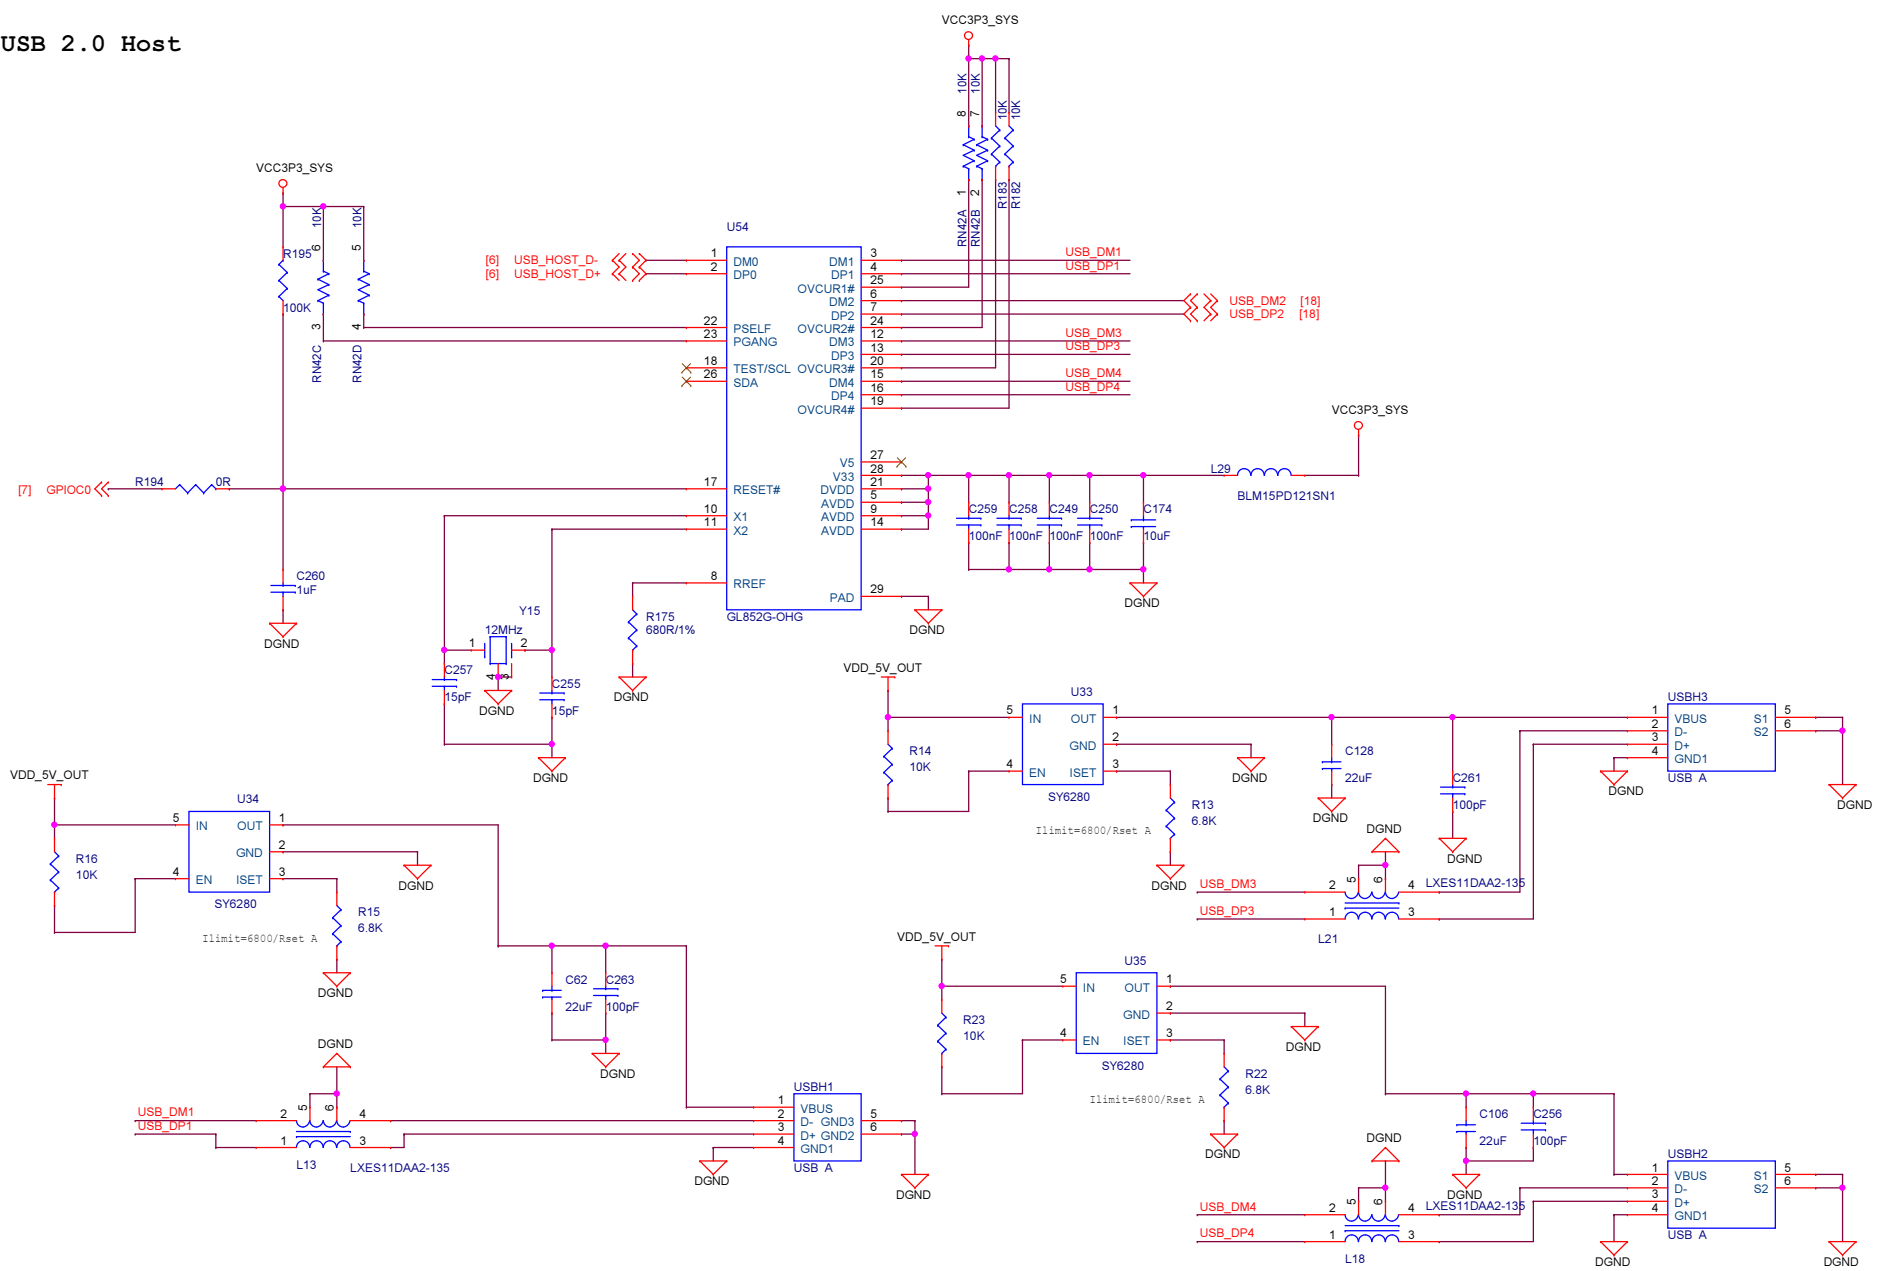 USB 2.0 Host
VCC3P3_SYS
10K
10K
10K
10K
8
7
1
2
RN42A
RN42B
R183
R182
VCC3P3_SYS
10K
10K
6
5
R195
100K
3
4
RN42C
RN42D
U54
[6] USB_HOST_D-
[6] USB_HOST_D+
1 DM0
2 DP0
22 PSELF
23 PGANG
18 TEST/SCL
26 SDA
17 RESET#
10 X1
11 X2
8 RREF
DM1 3 USB_DM1
DP1 4 USB_DP1
OVCUR1# 25
DM2 6 USB_DM2 [18]
DP2 7 USB_DP2 [18]
OVCUR2# 24
DM3 12 USB_DM3
DP3 13 USB_DP3
OVCUR3# 20
DM4 15 USB_DM4
DP4 16 USB_DP4
OVCUR4# 19
V5 27
V33 28
DVDD 21
AVDD 5
AVDD 9
AVDD 14
PAD 29
GL852G-OHG
DGND
VCC3P3_SYS
L29
BLM15PD121SN1
C259
100nF
C258
100nF
C249
100nF
C250
100nF
C174
10uF
DGND
[7] GPIOC0
R194 0R
C260
1uF
DGND
Y15
12MHz
1 2
4 3
DGND
C257
15pF
C255
15pF
DGND
R175
680R/1%
DGND
VDD_5V_OUT
U33
5 IN OUT 1
GND 2
4 EN ISET 3
SY6280
R14
10K
DGND
R13
6.8K
Ilimit=6800/Rset A
DGND
C128
22uF
DGND
C261
100pF
DGND
USBH3
1 VBUS S1 5
2 D- S2 6
3 D+
4 GND1
USB A
DGND
DGND
DGND
USB_DM3 2 5 6 4 LXES11DAA2-135
USB_DP3 1 3
L21
VDD_5V_OUT
U34
5 IN OUT 1
GND 2
4 EN ISET 3
SY6280
R16
10K
DGND
R15
6.8K
Ilimit=6800/Rset A
DGND
C62
22uF
C263
100pF
DGND
DGND
USB_DM1 2 5 6 4
USB_DP1 1 3
L13 LXES11DAA2-135
USBH1
1 VBUS
2 D- GND3 5
3 D+ GND2 6
4 GND1
USB A
DGND
DGND
VDD_5V_OUT
U35
5 IN OUT 1
GND 2
4 EN ISET 3
SY6280
R23
10K
DGND
R22
6.8K
Ilimit=6800/Rset A
DGND
C106
22uF
C256
100pF
DGND
DGND
USB_DM4 2 5 6 4 LXES11DAA2-135
USB_DP4 1 3
L18
USBH2
1 VBUS S1 5
2 D- S2 6
3 D+
4 GND1
USB A
DGND
DGND